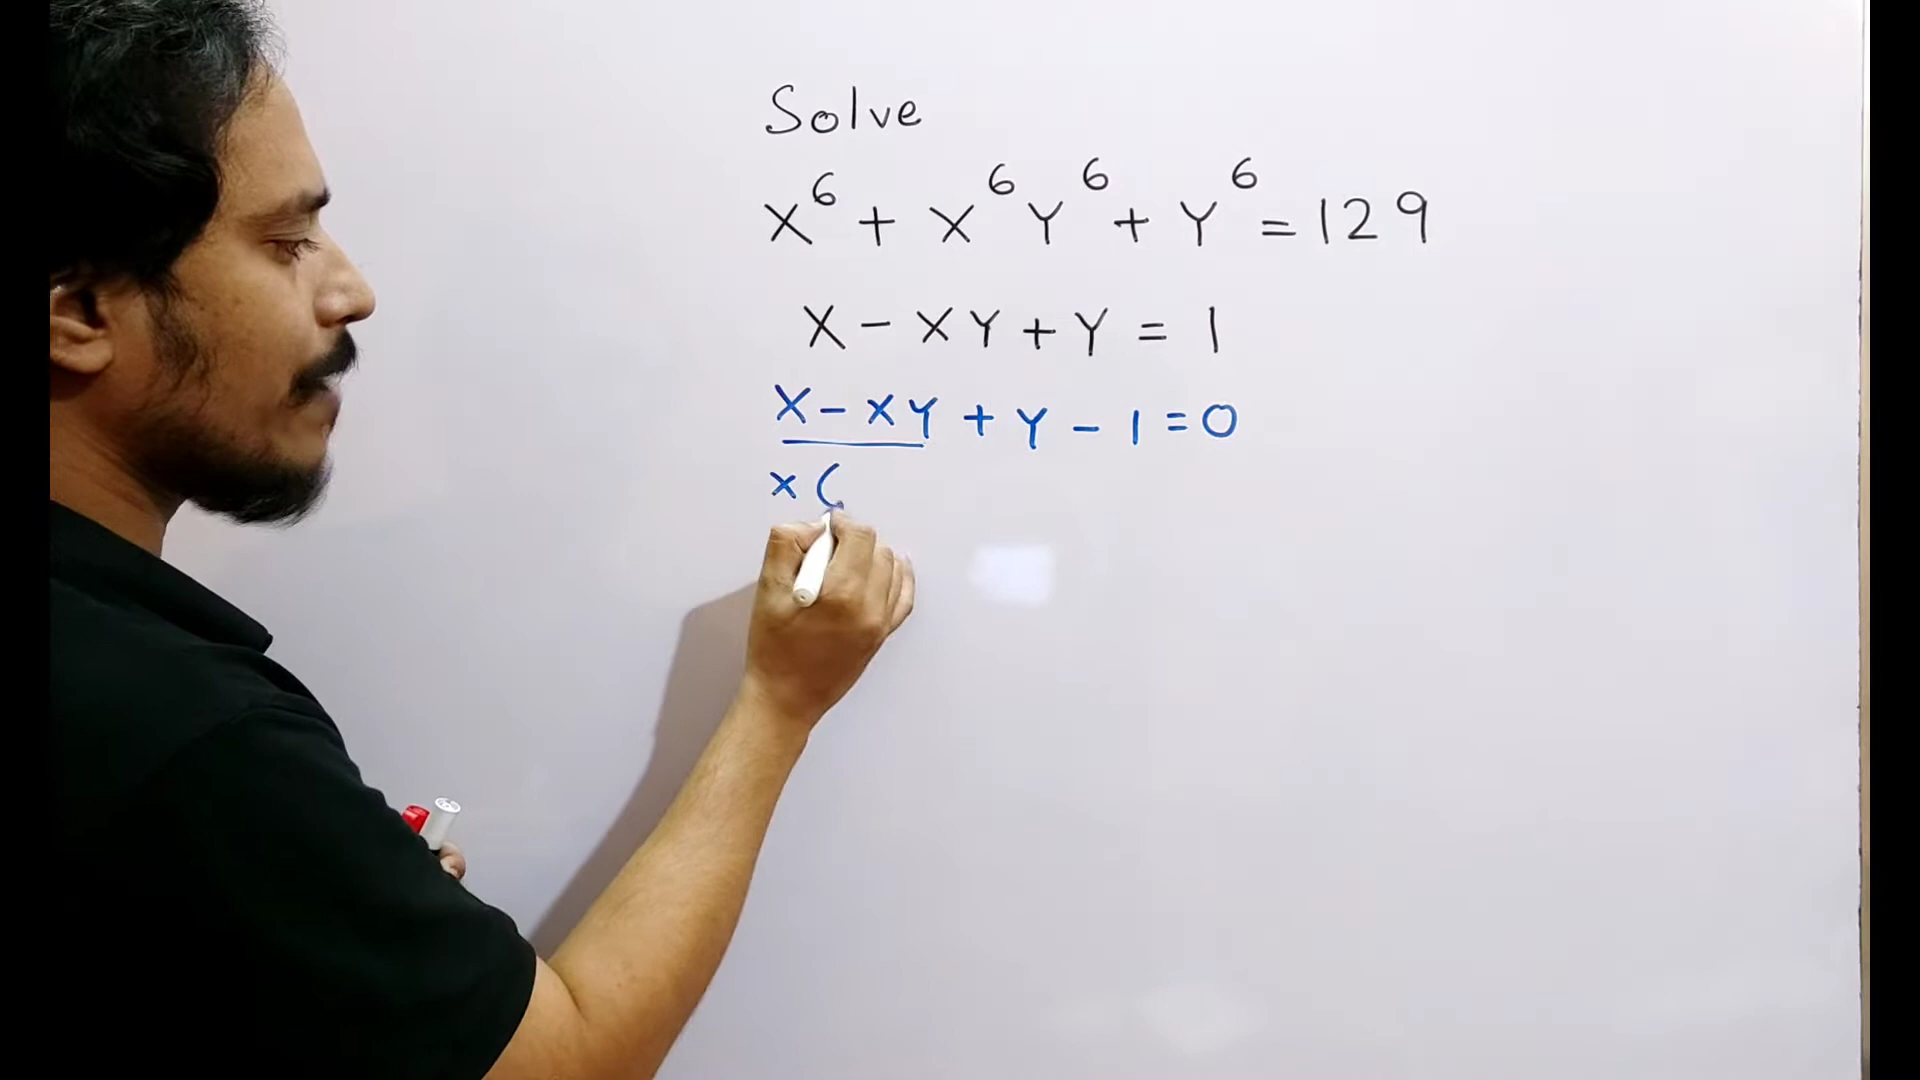 Solve
X⁶ + X⁶Y⁶ + Y⁶ = 129
X - XY + Y = 1
X - XY + Y - 1 = 0
X (